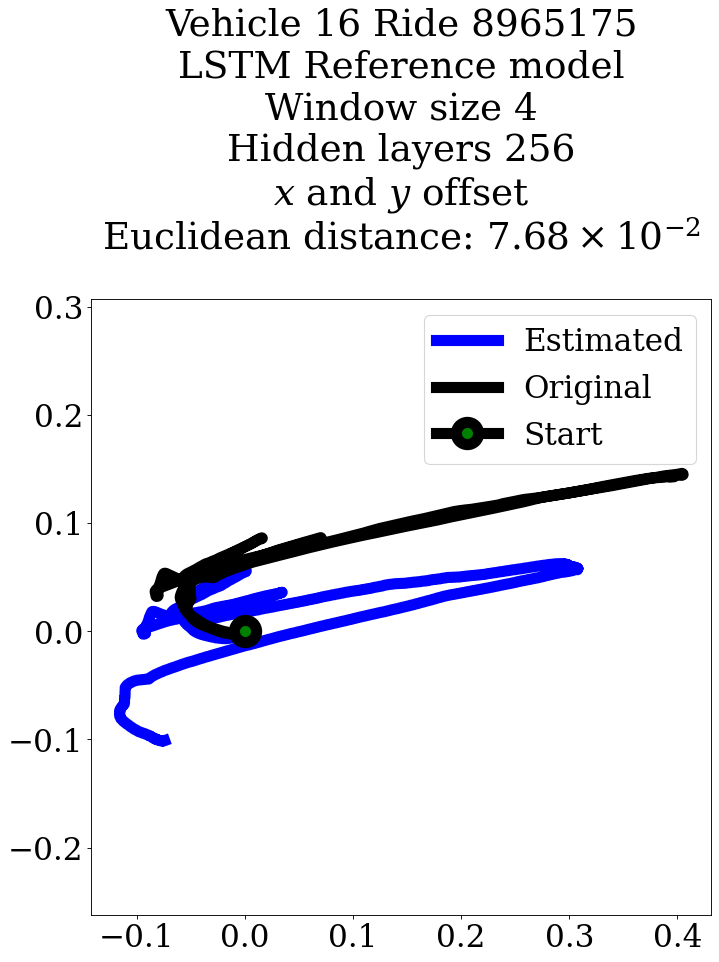 Vehicle 16 Ride 8965175
LSTM Reference model
Window size 4
Hidden layers 256
x and y offset
Euclidean distance: 7.68 × 10⁻²
Estimated
Original
Start
0.3
0.2
0.1
0.0
−0.1
−0.2
−0.1 0.0 0.1 0.2 0.3 0.4